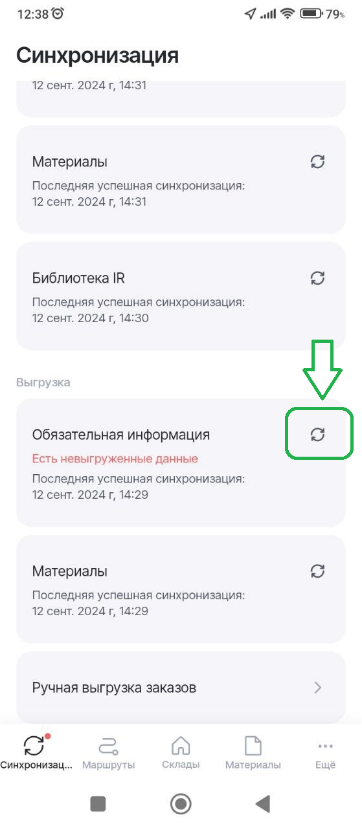 12:38
79%
Синхронизация
12 сент. 2024 г, 14:31
Материалы
Последняя успешная синхронизация:
12 сент. 2024 г, 14:31
Библиотека IR
Последняя успешная синхронизация:
12 сент. 2024 г, 14:30
Выгрузка
Обязательная информация
Есть невыгруженные данные
Последняя успешная синхронизация:
12 сент. 2024 г, 14:29
Материалы
Последняя успешная синхронизация:
12 сент. 2024 г, 14:29
Ручная выгрузка заказов
Синхронизац... Маршруты Склады Материалы Ещё